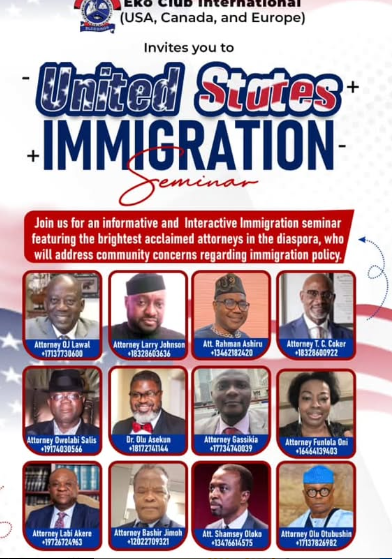 Eko Club International
(USA, Canada, and Europe)
Invites you to
United States
IMMIGRATION
Seminar
Join us for an informative and Interactive Immigration seminar
featuring the brightest acclaimed attorneys in the diaspora, who
will address community concerns regarding immigration policy.
Attorney OJ Lawal
+17137730600
Attorney Larry Johnson
+18328603636
Att. Rahman Ashiru
+13462182420
Attorney T. C. Coker
+18328600922
Attorney Owolabi Salis
+19174030566
Dr. Olu Asekun
+18172741144
Attorney Gassikia
+17734740039
Attorney Funlola Oni
+16464139403
Attorney Labi Akere
+19726724963
Attorney Bashir Jimoh
+12022709321
Att. Shamsey Oloko
+13476614575
Attorney Olu Otubushin
+17137826982